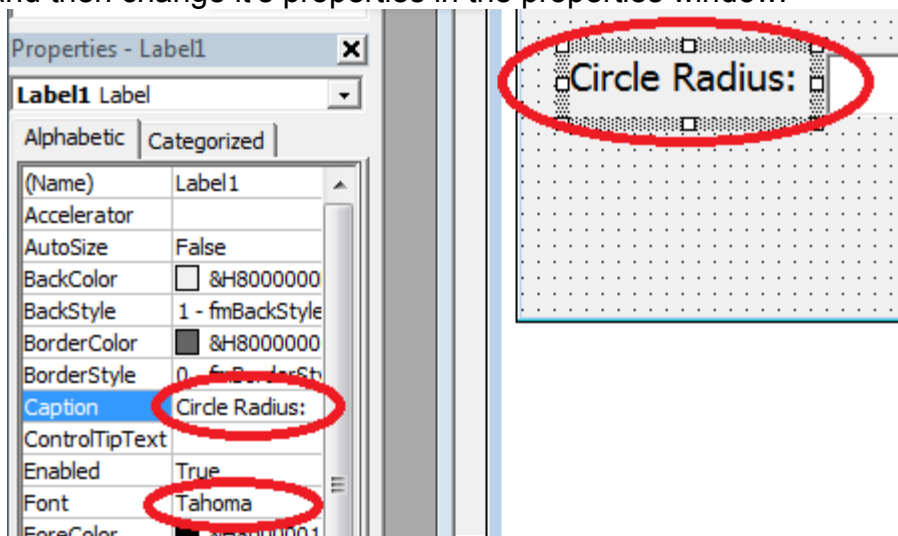 and then change it's properties in the properties window.
Properties - Label1
Label1 Label
Alphabetic Categorized
(Name) Label1
Accelerator
AutoSize False
BackColor &H8000000
BackStyle 1 - fmBackStyle
BorderColor &H8000000
BorderStyle 0 - fmBorderSt
Caption Circle Radius:
ControlTipText
Enabled True
Font Tahoma
ForeColor
Circle Radius: